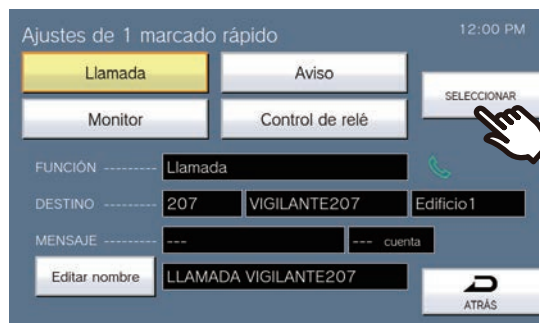 Ajustes de 1 marcado rápido 12:00 PM
Llamada Aviso
SELECCIONAR
Monitor Control de relé
FUNCIÓN --------- Llamada
DESTINO --------- 207 VIGILANTE207 Edificio1
MENSAJE --------- --- --- cuenta
Editar nombre LLAMADA VIGILANTE207
ATRÁS